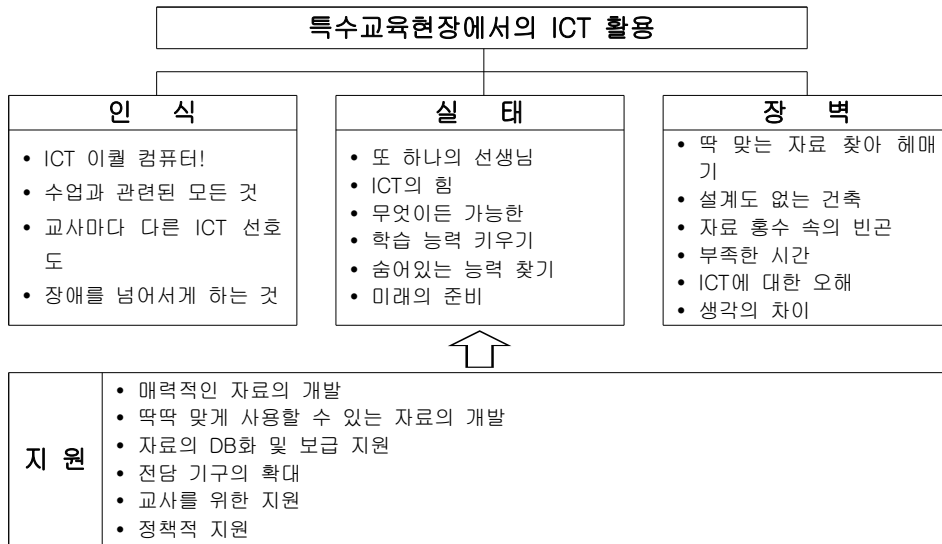 특수교육현장에서의 ICT 활용
인 식
• ICT 이퀄 컴퓨터!
• 수업과 관련된 모든 것
• 교사마다 다른 ICT 선호
도
• 장애를 넘어서게 하는 것
실 태
• 또 하나의 선생님
• ICT의 힘
• 무엇이든 가능한
• 학습 능력 키우기
• 숨어있는 능력 찾기
• 미래의 준비
장 벽
• 딱 맞는 자료 찾아 헤매
기
• 설계도 없는 건축
• 자료 홍수 속의 빈곤
• 부족한 시간
• ICT에 대한 오해
• 생각의 차이
지 원
• 매력적인 자료의 개발
• 딱딱 맞게 사용할 수 있는 자료의 개발
• 자료의 DB화 및 보급 지원
• 전담 기구의 확대
• 교사를 위한 지원
• 정책적 지원